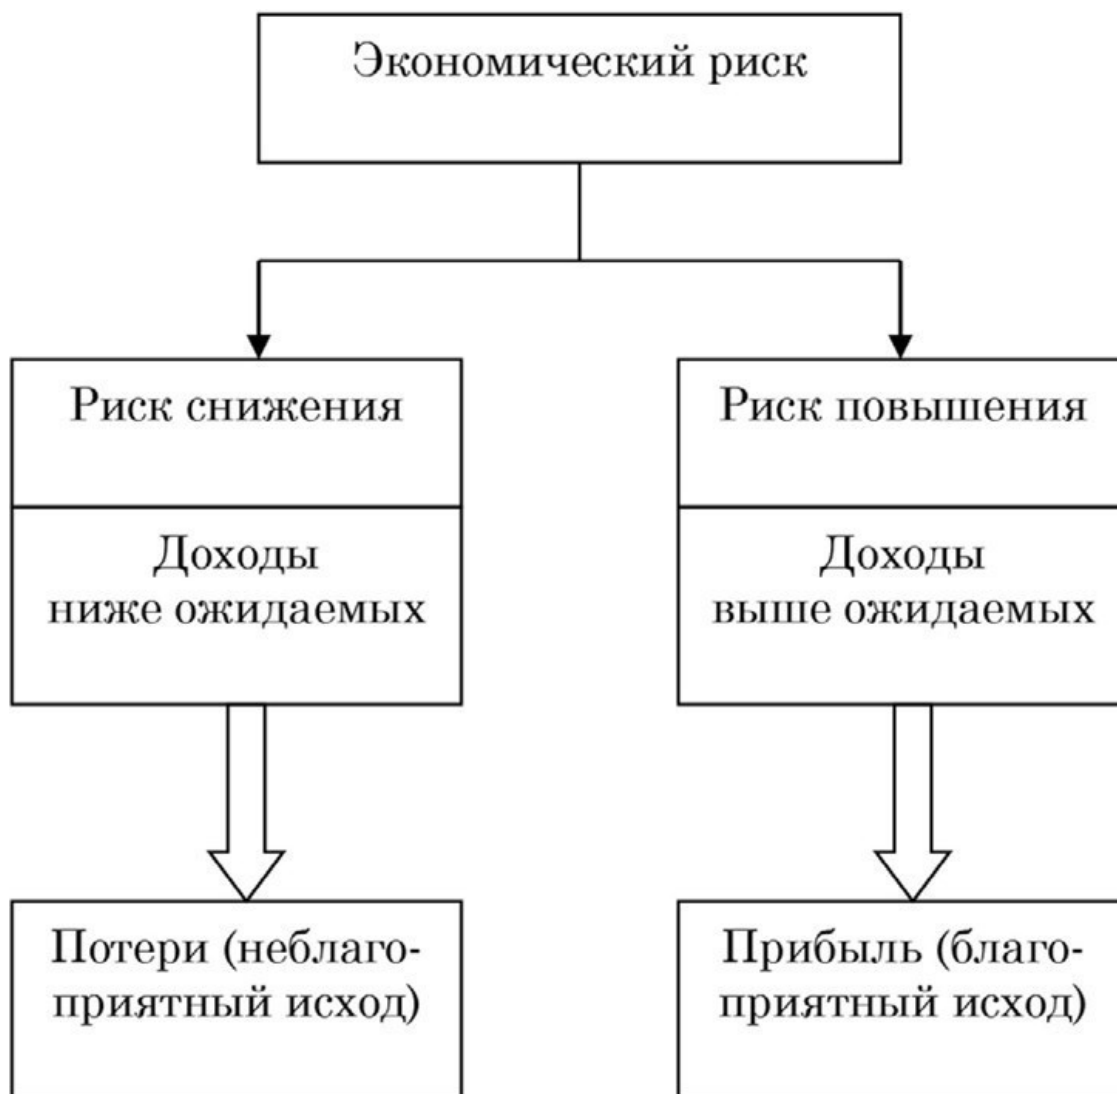 Экономический риск
Риск снижения
Доходы
ниже ожидаемых
Потери (неблаго-
приятный исход)
Риск повышения
Доходы
выше ожидаемых
Прибыль (благо-
приятный исход)